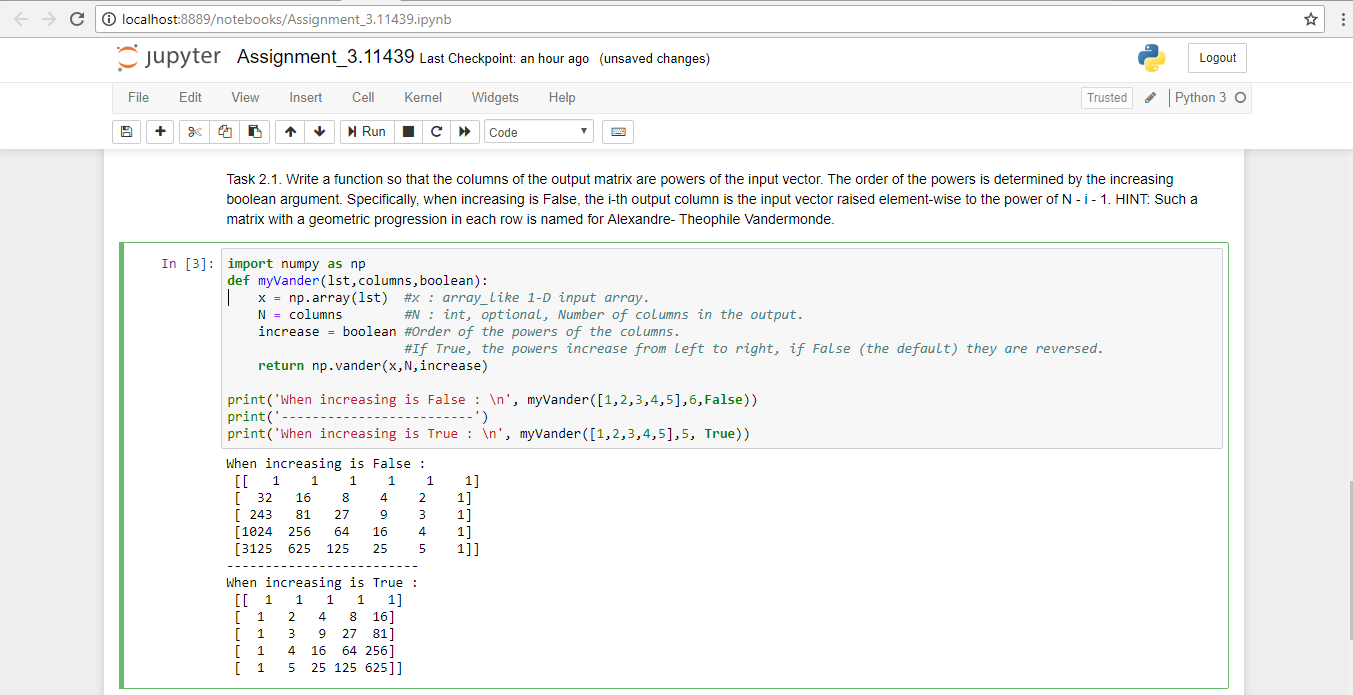 localhost:8889/notebooks/Assignment_3.11439.ipynb
jupyter Assignment_3.11439 Last Checkpoint: an hour ago (unsaved changes)
Logout
File Edit View Insert Cell Kernel Widgets Help
Trusted Python 3
Run Code
Task 2.1. Write a function so that the columns of the output matrix are powers of the input vector. The order of the powers is determined by the increasing
boolean argument. Specifically, when increasing is False, the i-th output column is the input vector raised element-wise to the power of N - i - 1. HINT: Such a
matrix with a geometric progression in each row is named for Alexandre- Theophile Vandermonde.
In [3]: import numpy as np
def myVander(lst,columns,boolean):
    x = np.array(lst)  #x : array_like 1-D input array.
    N = columns        #N : int, optional, Number of columns in the output.
    increase = boolean #Order of the powers of the columns.
                       #If True, the powers increase from left to right, if False (the default) they are reversed.
    return np.vander(x,N,increase)
print('When increasing is False : \n', myVander([1,2,3,4,5],6,False))
print('-------------------------')
print('When increasing is True : \n', myVander([1,2,3,4,5],5, True))
When increasing is False :
 [[   1    1    1    1    1    1]
 [  32   16    8    4    2    1]
 [ 243   81   27    9    3    1]
 [1024  256   64   16    4    1]
 [3125  625  125   25    5    1]]
-------------------------
When increasing is True :
 [[  1   1   1   1   1]
 [  1   2   4   8  16]
 [  1   3   9  27  81]
 [  1   4  16  64 256]
 [  1   5  25 125 625]]